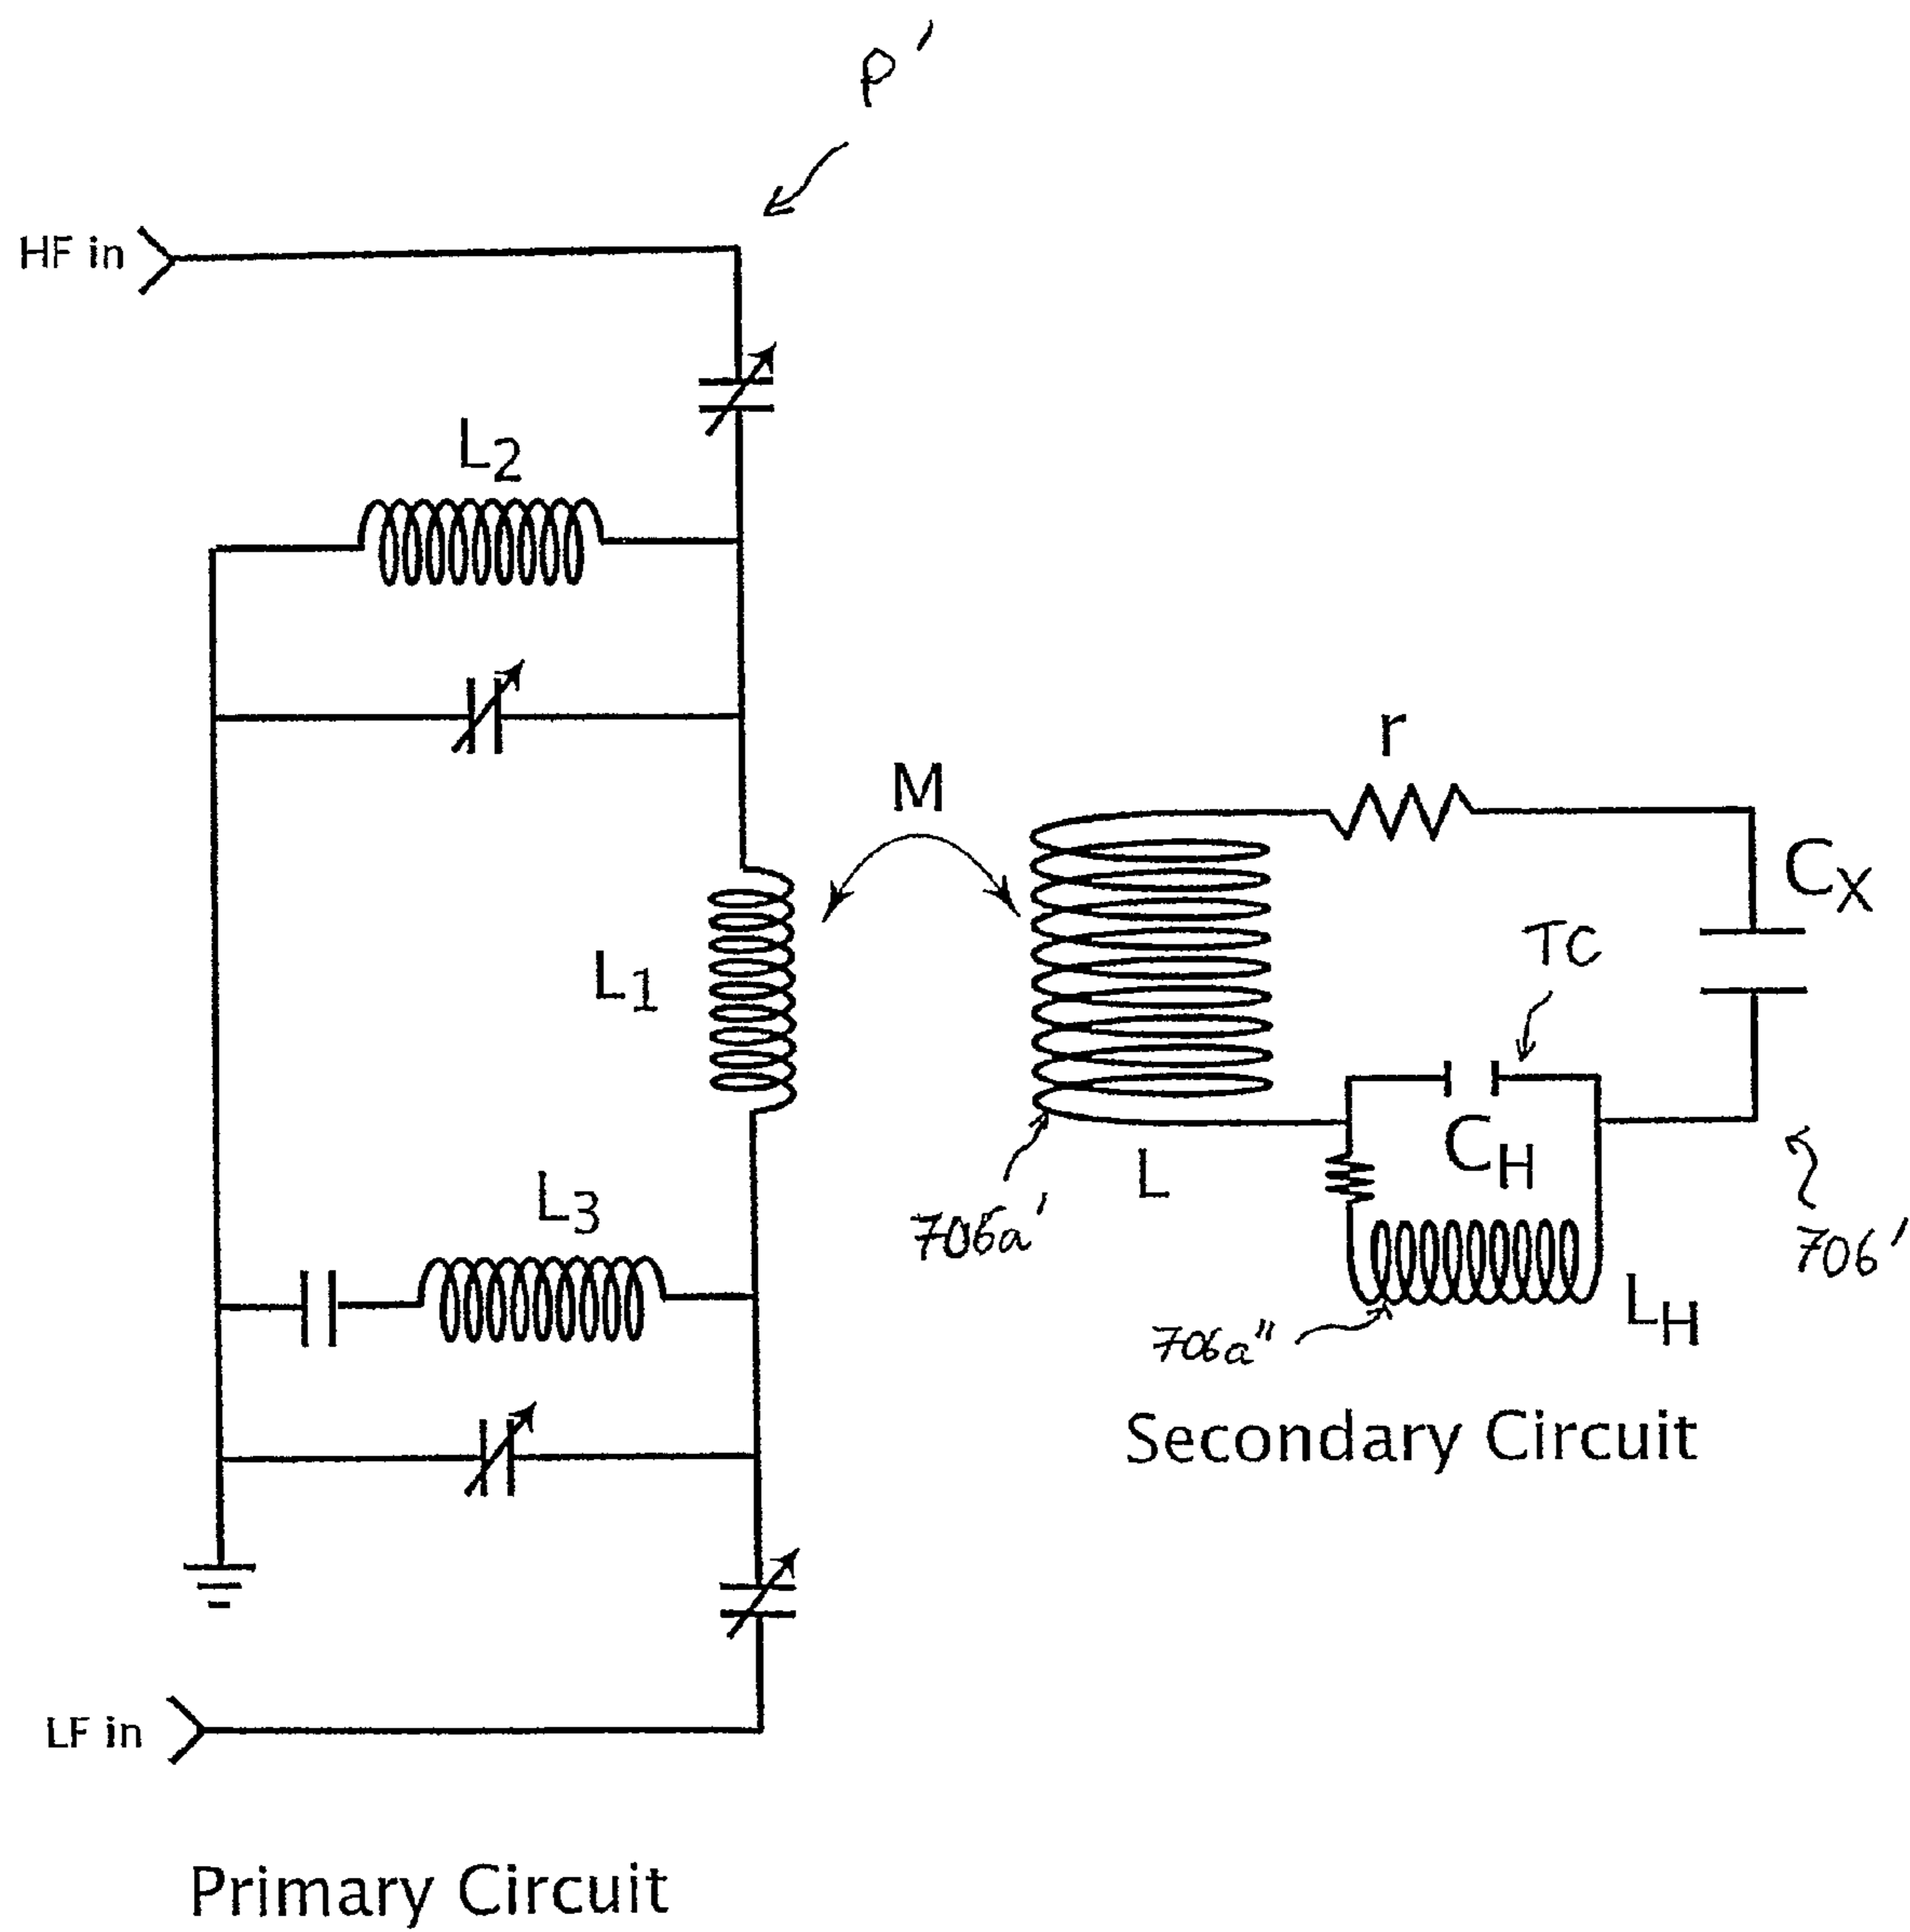 P'
HF in
L2
r
M
CX
TC
L1
CH
L
L3
706a'
706'
LH
706a"
Secondary Circuit
LF in
Primary Circuit